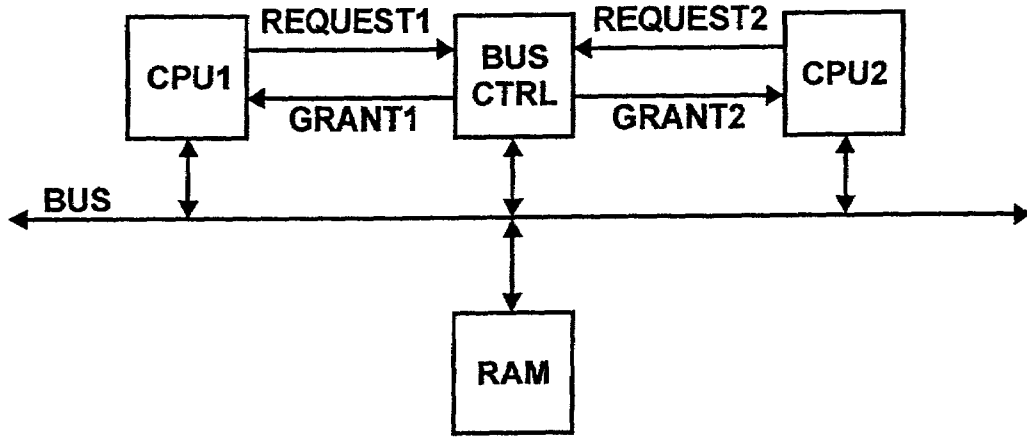 REQUEST1
REQUEST2
CPU1
BUS
CTRL
CPU2
GRANT1
GRANT2
BUS
RAM